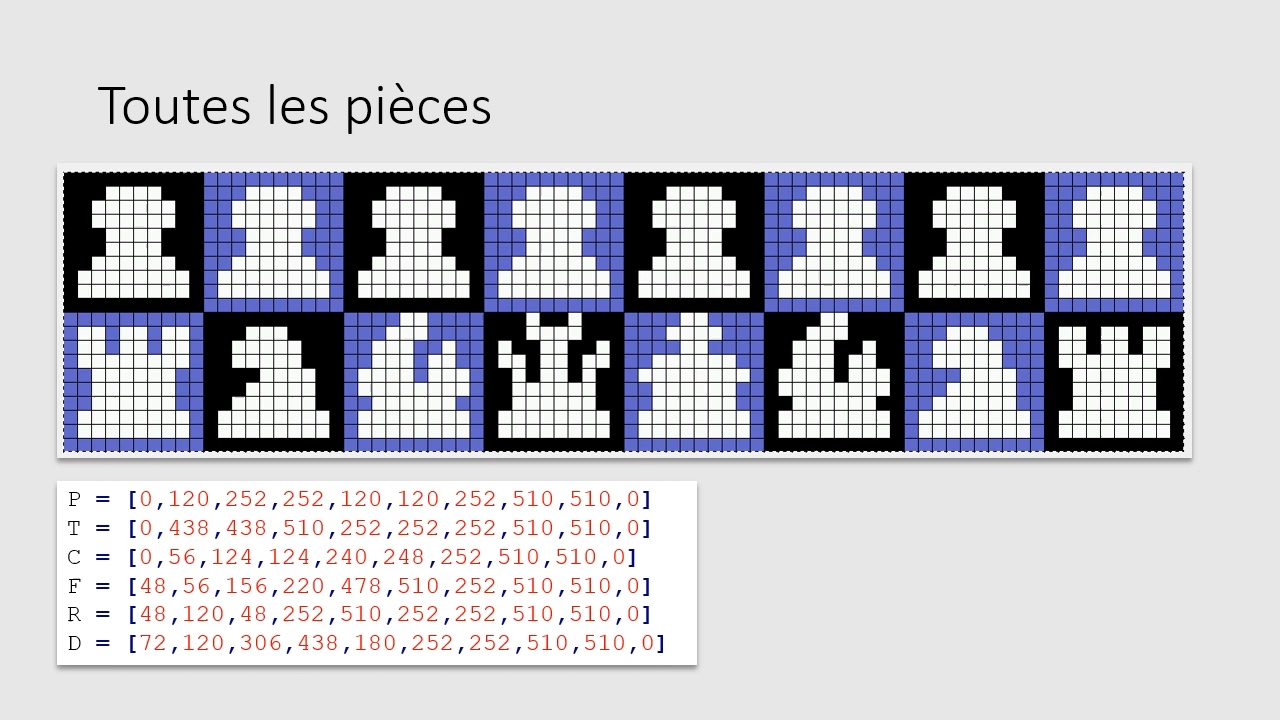 Toutes les pièces
P = [0,120,252,252,120,120,252,510,510,0]
T = [0,438,438,510,252,252,252,510,510,0]
C = [0,56,124,124,240,248,252,510,510,0]
F = [48,56,156,220,478,510,252,510,510,0]
R = [48,120,48,252,510,252,252,510,510,0]
D = [72,120,306,438,180,252,252,510,510,0]